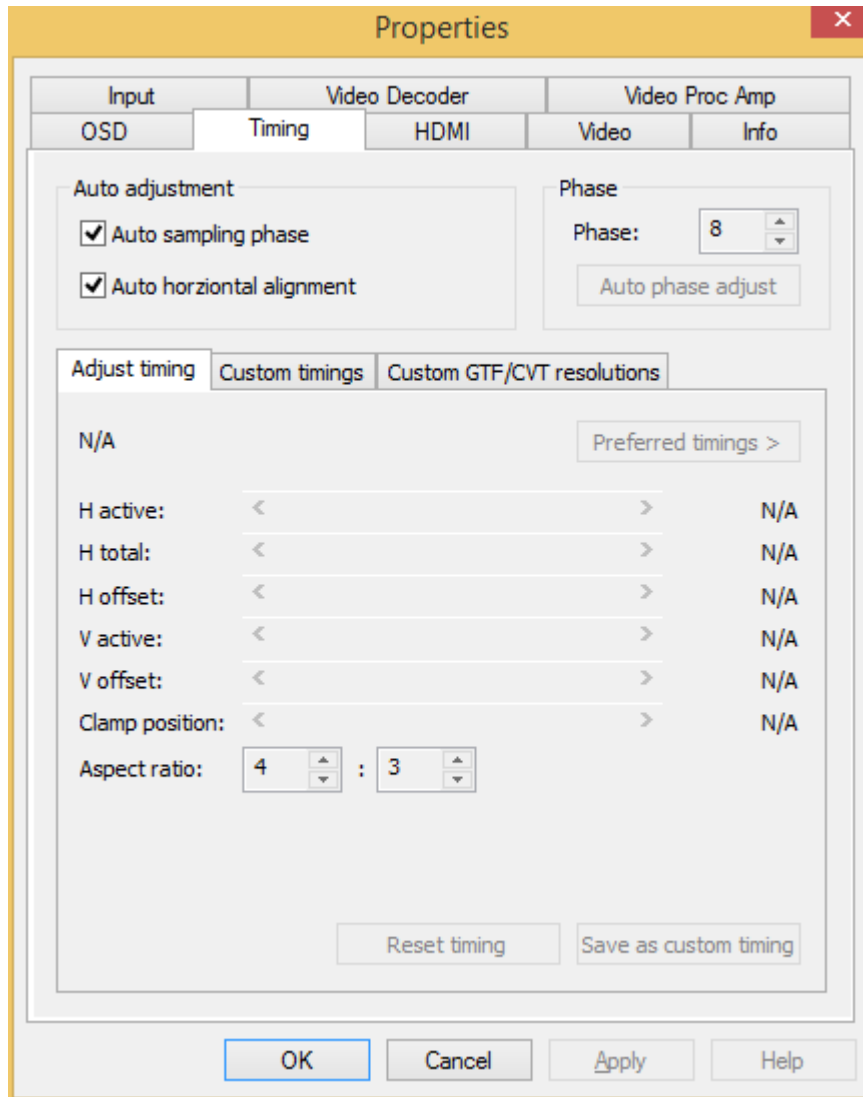 Properties
Input Video Decoder Video Proc Amp
OSD Timing HDMI Video Info
Auto adjustment Phase
Auto sampling phase Phase: 8
Auto horziontal alignment Auto phase adjust
Adjust timing Custom timings Custom GTF/CVT resolutions
N/A Preferred timings >
H active: < > N/A
H total: < > N/A
H offset: < > N/A
V active: < > N/A
V offset: < > N/A
Clamp position: < > N/A
Aspect ratio: 4 : 3
Reset timing Save as custom timing
OK Cancel Apply Help